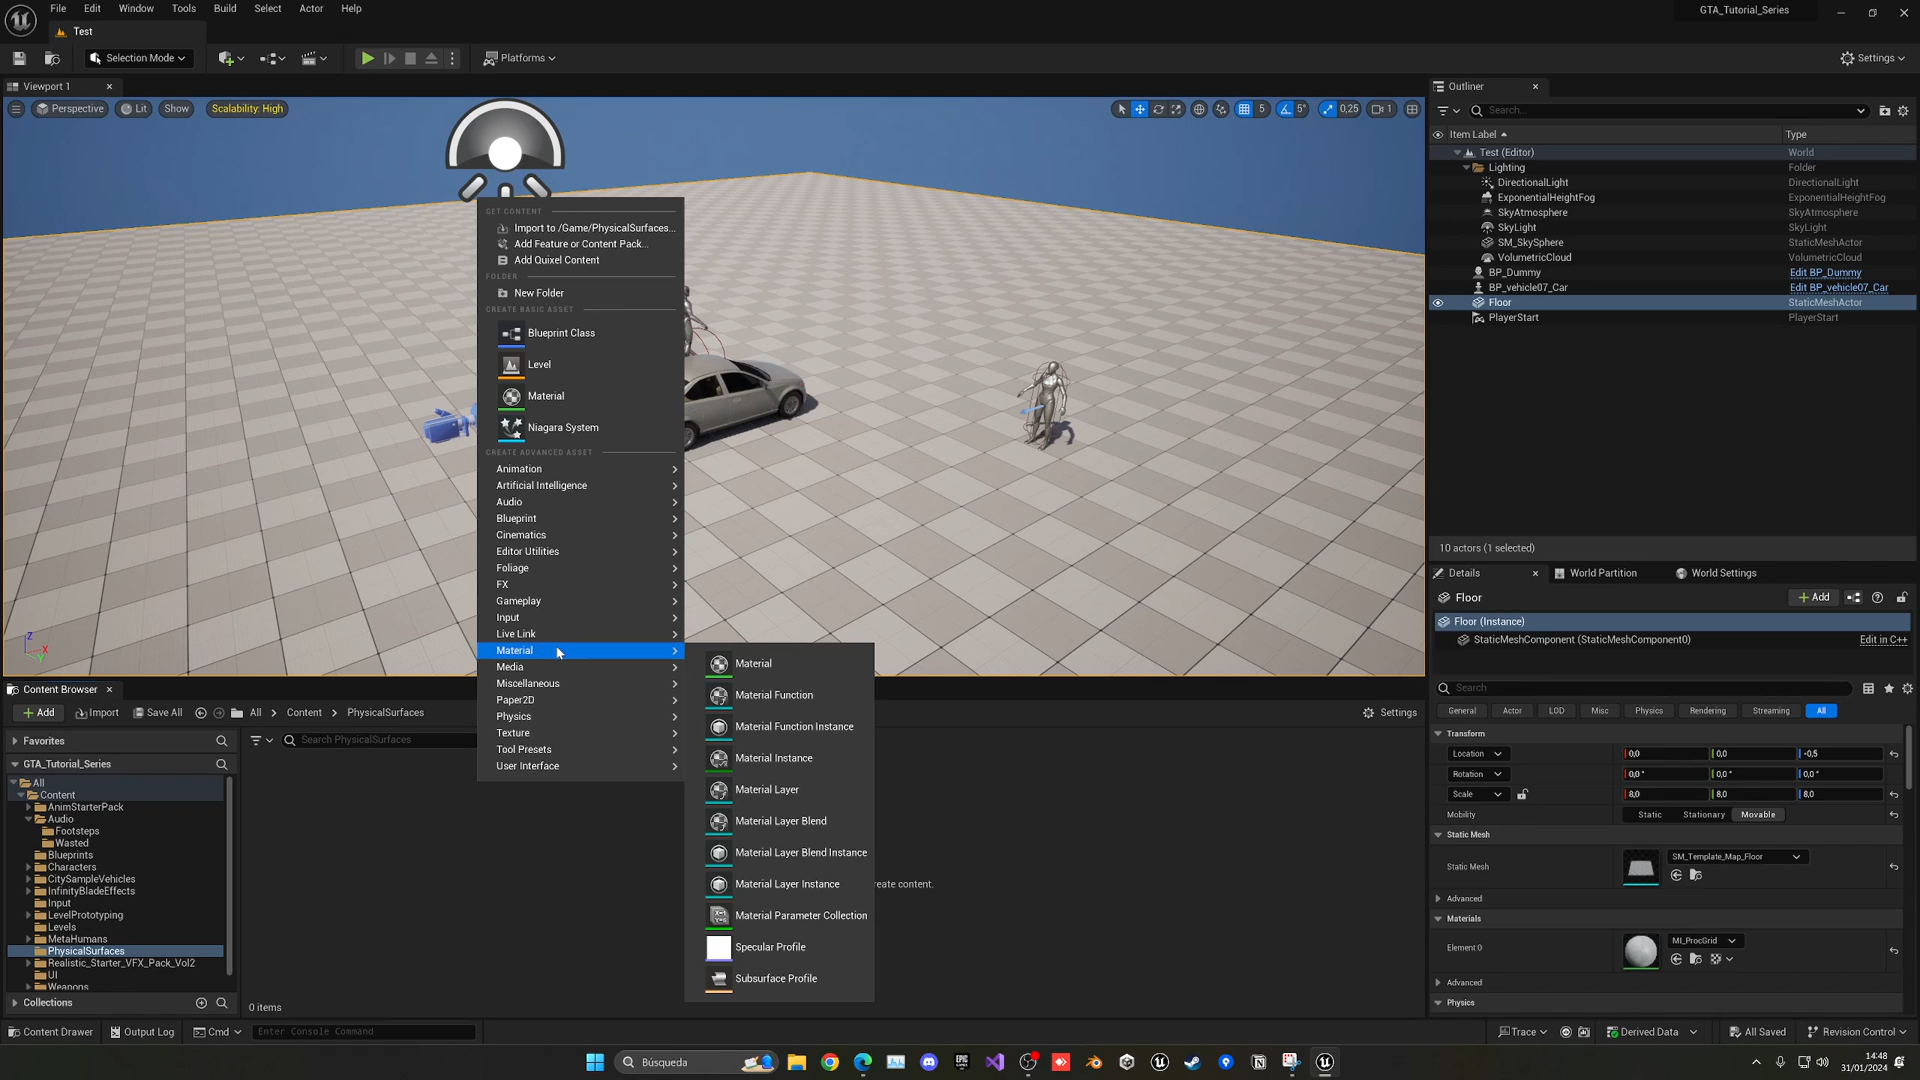 File Edit Window Tools Build Select Actor Help
GTA_Tutorial_Series
Test
Selection Mode
Platforms
Settings
Viewport 1
Perspective Lit Show Scalability: High
5 5° 0,25 1
GET CONTENT
Import to /Game/PhysicalSurfaces...
Add Feature or Content Pack...
Add Quixel Content
FOLDER
New Folder
CREATE BASIC ASSET
Blueprint Class
Level
Material
Niagara System
CREATE ADVANCED ASSET
Animation
Artificial Intelligence
Audio
Blueprint
Cinematics
Editor Utilities
Foliage
FX
Gameplay
Input
Live Link
Material
Media
Miscellaneous
Paper2D
Physics
Texture
Tool Presets
User Interface
Material
Material Function
Material Function Instance
Material Instance
Material Layer
Material Layer Blend
Material Layer Blend Instance
Material Layer Instance
Material Parameter Collection
Specular Profile
Subsurface Profile
Z X Y
Outliner
Search...
Item Label Type
Test (Editor) World
Lighting Folder
DirectionalLight DirectionalLight
ExponentialHeightFog ExponentialHeightFog
SkyAtmosphere SkyAtmosphere
SkyLight SkyLight
SM_SkySphere StaticMeshActor
VolumetricCloud VolumetricCloud
BP_Dummy Edit BP_Dummy
BP_vehicle07_Car Edit BP_vehicle07_Car
Floor StaticMeshActor
PlayerStart PlayerStart
10 actors (1 selected)
Details World Partition World Settings
Floor + Add
Floor (Instance)
StaticMeshComponent (StaticMeshComponent0) Edit in C++
Search
General Actor LOD Misc Physics Rendering Streaming All
Transform
Location 0,0 0,0 -0,5
Rotation 0,0 ° 0,0 ° 0,0 °
Scale 8,0 8,0 8,0
Mobility Static Stationary Movable
Static Mesh
Static Mesh SM_Template_Map_Floor
Advanced
Materials
Element 0 MI_ProcGrid
Advanced
Physics
Content Browser
+ Add Import Save All All Content PhysicalSurfaces Settings
Favorites
Search PhysicalSurfaces
GTA_Tutorial_Series
All
Content
AnimStarterPack
Audio
Footsteps
Wasted
Blueprints
Characters
CitySampleVehicles
InfinityBladeEffects
Input
LevelPrototyping
Levels
MetaHumans
PhysicalSurfaces
Realistic_Starter_VFX_Pack_Vol2
UI
Weapons
Collections
reate content.
0 items
Content Drawer Output Log Cmd Enter Console Command
Trace Derived Data All Saved Revision Control
Búsqueda
14:48
31/01/2024